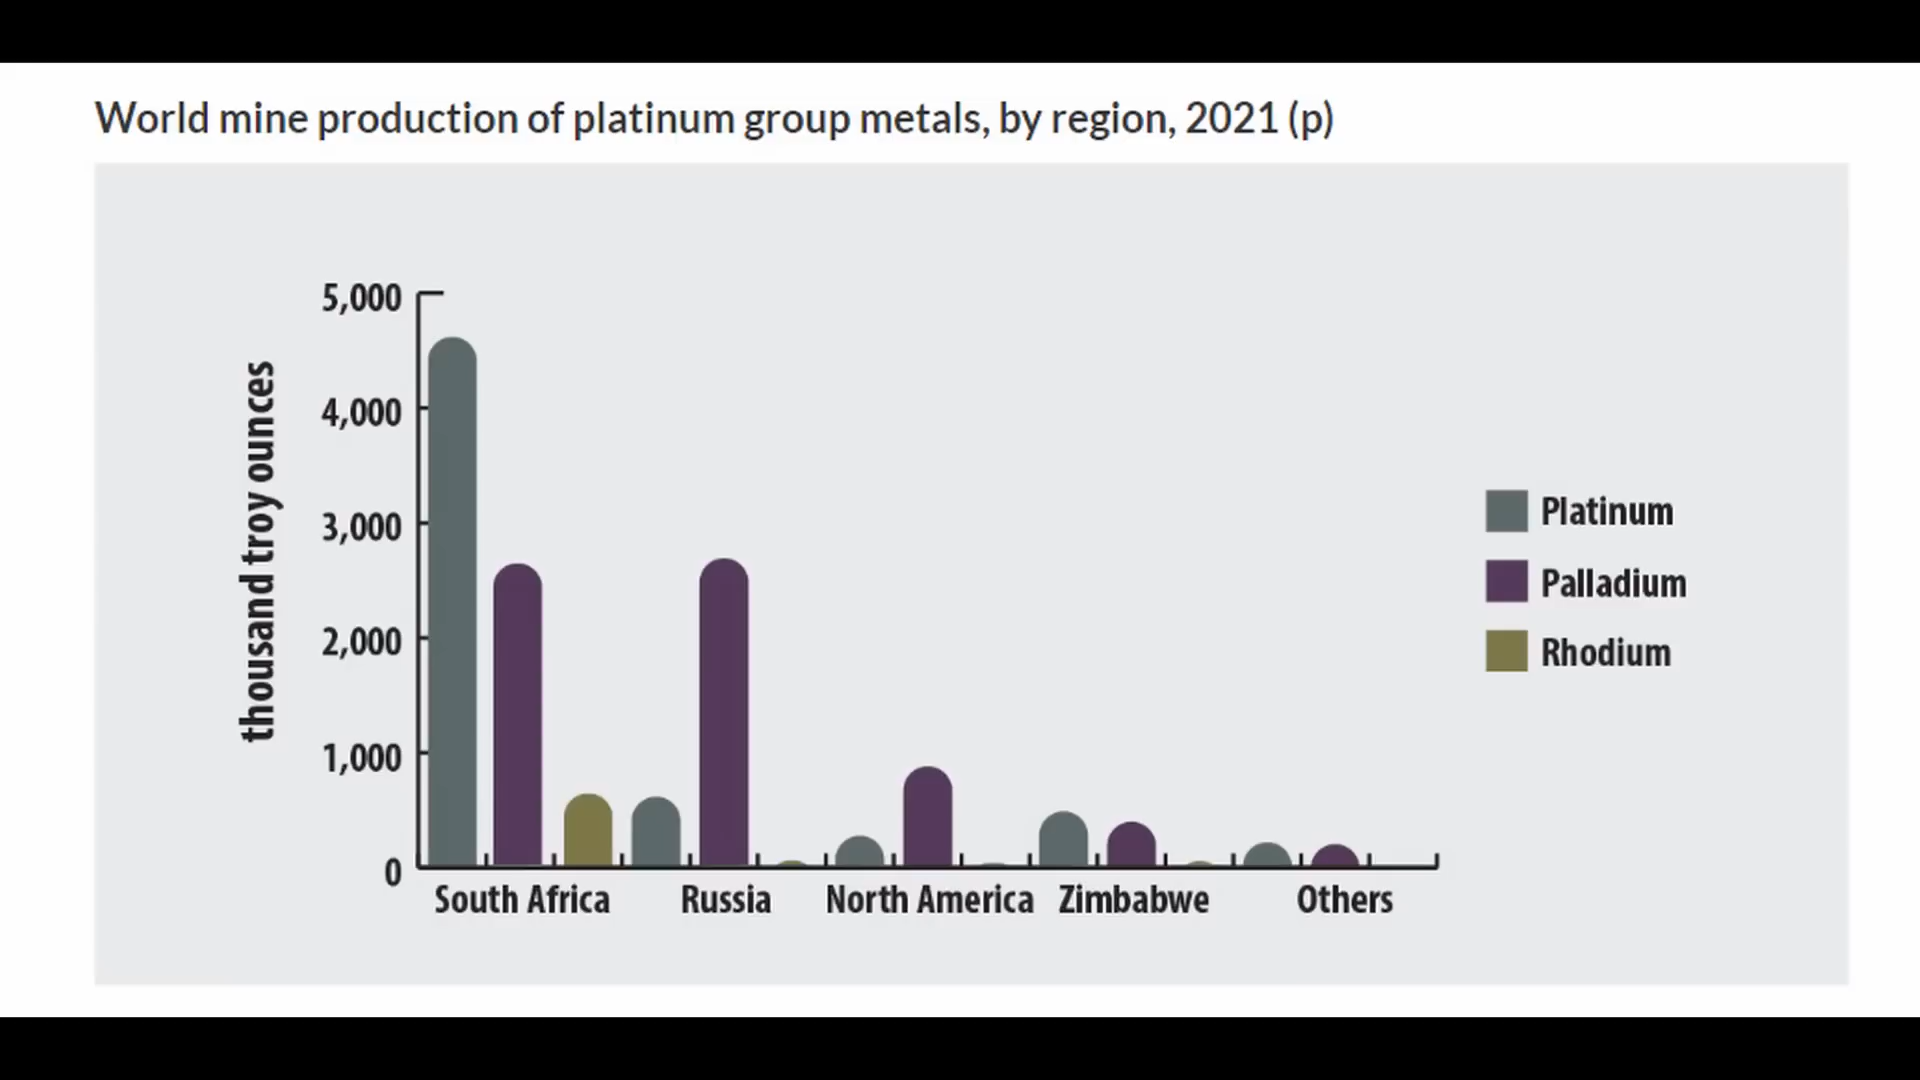 World mine production of platinum group metals, by region, 2021 (p)
thousand troy ounces
5,000
4,000
3,000
2,000
1,000
0
South Africa Russia North America Zimbabwe Others
Platinum
Palladium
Rhodium